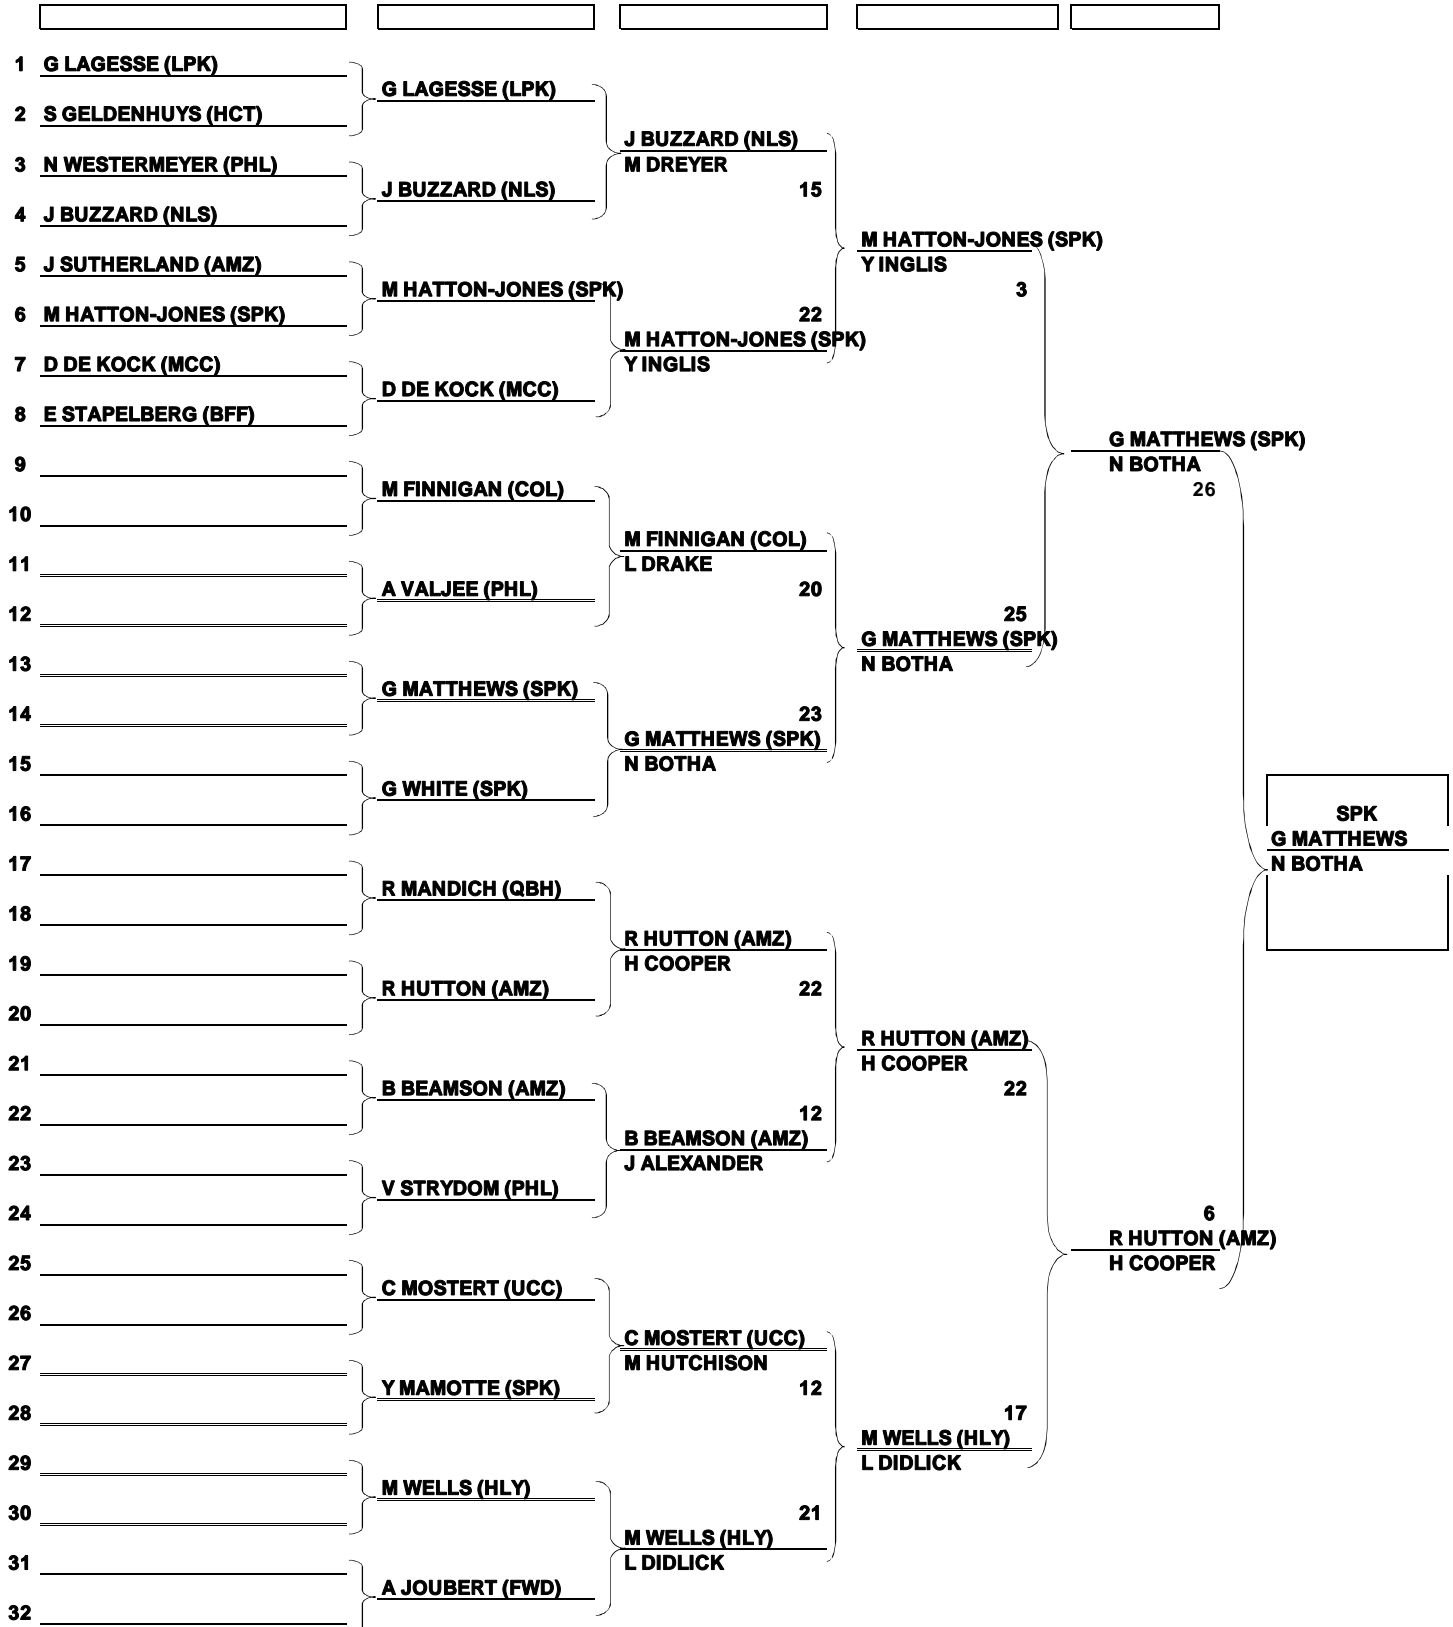 1 G LAGESSE (LPK)
G LAGESSE (LPK)
2 S GELDENHUYS (HCT)
J BUZZARD (NLS)
3 N WESTERMEYER (PHL)
M DREYER
J BUZZARD (NLS)
15
4 J BUZZARD (NLS)
M HATTON-JONES (SPK)
5 J SUTHERLAND (AMZ)
Y INGLIS
M HATTON-JONES (SPK)
3
6 M HATTON-JONES (SPK)
22
M HATTON-JONES (SPK)
7 D DE KOCK (MCC)
Y INGLIS
D DE KOCK (MCC)
8 E STAPELBERG (BFF)
G MATTHEWS (SPK)
9
N BOTHA
M FINNIGAN (COL)
26
10
M FINNIGAN (COL)
11
L DRAKE
A VALJEE (PHL)
20
12
25
G MATTHEWS (SPK)
13
N BOTHA
G MATTHEWS (SPK)
14
23
G MATTHEWS (SPK)
15
N BOTHA
G WHITE (SPK)
16
SPK
G MATTHEWS
17
N BOTHA
R MANDICH (QBH)
18
R HUTTON (AMZ)
19
H COOPER
R HUTTON (AMZ)
22
20
R HUTTON (AMZ)
21
H COOPER
B BEAMSON (AMZ)
22
22
12
B BEAMSON (AMZ)
23
J ALEXANDER
V STRYDOM (PHL)
24
6
R HUTTON (AMZ)
25
H COOPER
C MOSTERT (UCC)
26
C MOSTERT (UCC)
27
M HUTCHISON
Y MAMOTTE (SPK)
12
28
17
M WELLS (HLY)
29
L DIDLICK
M WELLS (HLY)
30
21
M WELLS (HLY)
31
L DIDLICK
A JOUBERT (FWD)
32